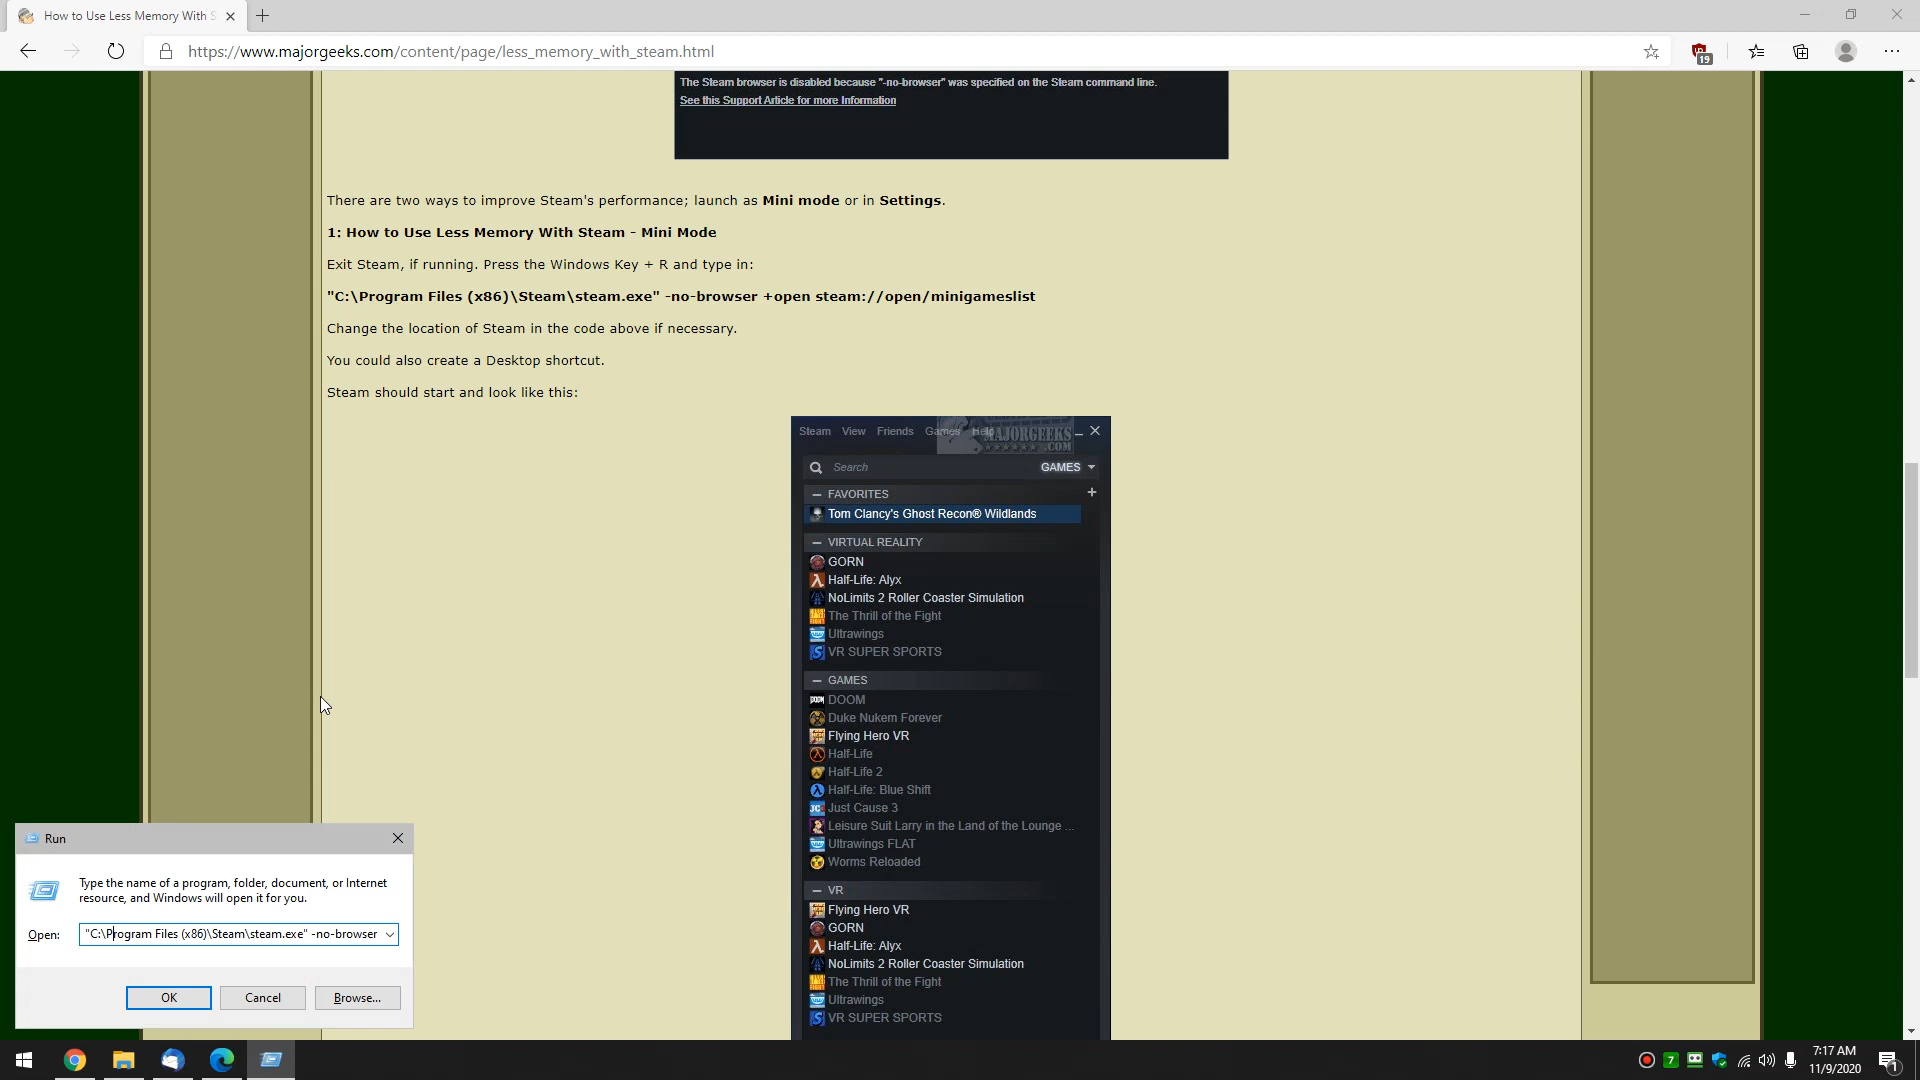 How to Use Less Memory With S
https://www.majorgeeks.com/content/page/less_memory_with_steam.html
19
The Steam browser is disabled because "-no-browser" was specified on the Steam command line.
See this Support Article for more Information
There are two ways to improve Steam's performance; launch as Mini mode or in Settings.
1: How to Use Less Memory With Steam - Mini Mode
Exit Steam, if running. Press the Windows Key + R and type in:
"C:\Program Files (x86)\Steam\steam.exe" -no-browser +open steam://open/minigameslist
Change the location of Steam in the code above if necessary.
You could also create a Desktop shortcut.
Steam should start and look like this:
Steam View Friends Games Help
MAJORGEEKS
.COM
Search GAMES
FAVORITES
Tom Clancy's Ghost Recon® Wildlands
VIRTUAL REALITY
GORN
Half-Life: Alyx
NoLimits 2 Roller Coaster Simulation
The Thrill of the Fight
Ultrawings
VR SUPER SPORTS
GAMES
DOOM
Duke Nukem Forever
Flying Hero VR
Half-Life
Half-Life 2
Half-Life: Blue Shift
Just Cause 3
Leisure Suit Larry in the Land of the Lounge ...
Ultrawings FLAT
Worms Reloaded
VR
Flying Hero VR
GORN
Half-Life: Alyx
NoLimits 2 Roller Coaster Simulation
The Thrill of the Fight
Ultrawings
VR SUPER SPORTS
Run
Type the name of a program, folder, document, or Internet
resource, and Windows will open it for you.
Open: "C:\Program Files (x86)\Steam\steam.exe" -no-browser
OK Cancel Browse...
7
7:17 AM
11/9/2020
1